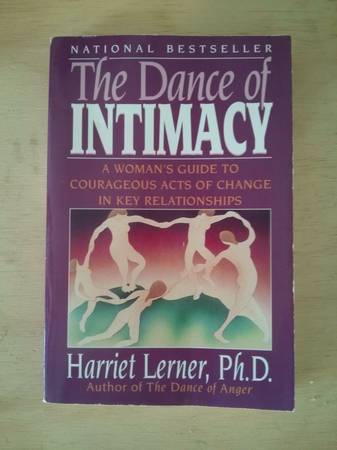 NATIONAL BESTSELLER
The Dance of
INTIMACY
A WOMAN'S GUIDE TO
COURAGEOUS ACTS OF CHANGE
IN KEY RELATIONSHIPS
Harriet Lerner, Ph.D.
Author of The Dance of Anger